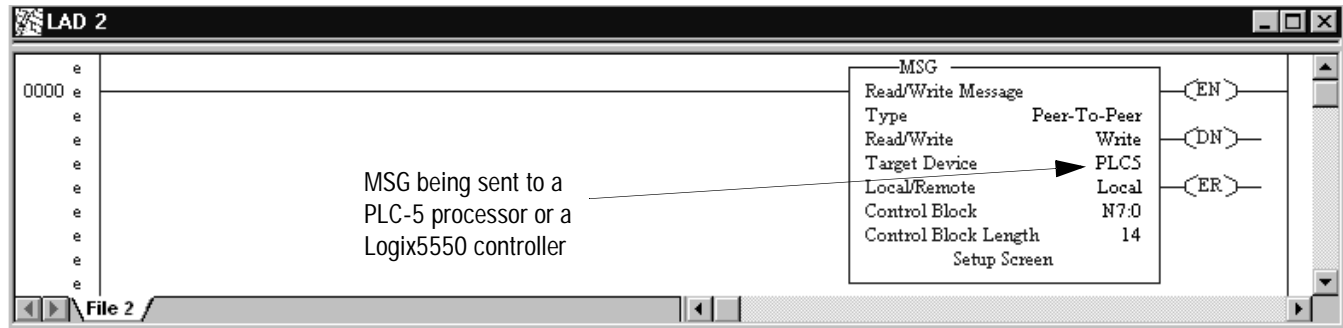 LAD 2
e
0000 e
e
e
e
e
e
e
e
MSG
Read/Write Message
Type Peer-To-Peer
Read/Write Write
Target Device PLC5
Local/Remote Local
Control Block N7:0
Control Block Length 14
Setup Screen
EN
DN
ER
MSG being sent to a
PLC-5 processor or a
Logix5550 controller
File 2